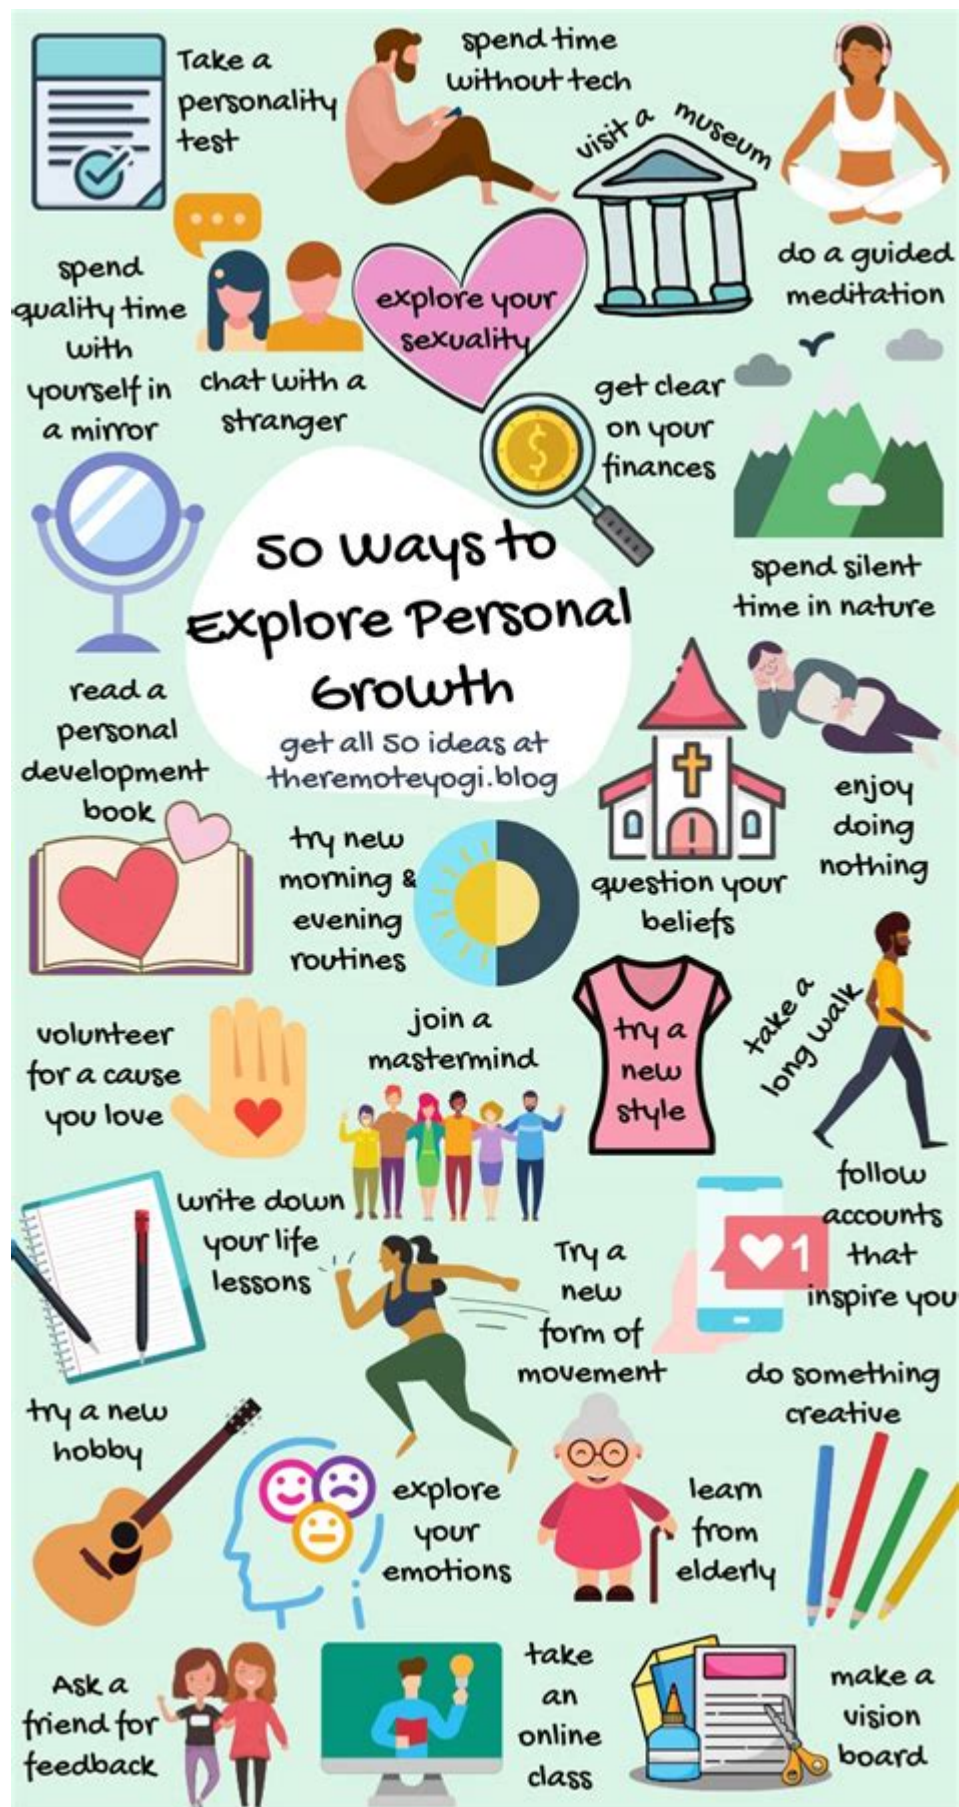 Take a
personality
test
spend time
without tech
visit a museum
do a guided
meditation
spend
quality time
with
yourself in
a mirror
chat with a
stranger
explore your
sexuality
get clear
on your
finances
spend silent
time in nature
50 Ways to
Explore Personal
Growth
get all 50 ideas at
theremoteyogi.blog
read a
personal
development
book
try new
morning &
evening
routines
question your
beliefs
enjoy
doing
nothing
volunteer
for a cause
you love
join a
mastermind
try a
new
style
take a
long walk
write down
your life
lessons
Try a
new
form of
movement
follow
accounts
that
inspire you
1
try a new
hobby
explore
your
emotions
learn
from
elderly
do something
creative
Ask a
friend for
feedback
take
an
online
class
make a
vision
board